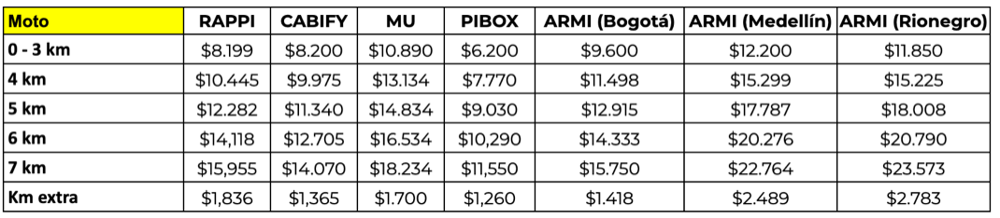 Moto RAPPI CABIFY MU PIBOX ARMI (Bogotá) ARMI (Medellín) ARMI (Rionegro)
0 - 3 km $8.199 $8.200 $10.890 $6.200 $9.600 $12.200 $11.850
4 km $10.445 $9.975 $13.134 $7.770 $11.498 $15.299 $15.225
5 km $12.282 $11.340 $14.834 $9.030 $12.915 $17.787 $18.008
6 km $14,118 $12.705 $16.534 $10,290 $14.333 $20.276 $20.790
7 km $15,955 $14.070 $18.234 $11,550 $15.750 $22.764 $23.573
Km extra $1,836 $1,365 $1.700 $1,260 $1.418 $2.489 $2.783